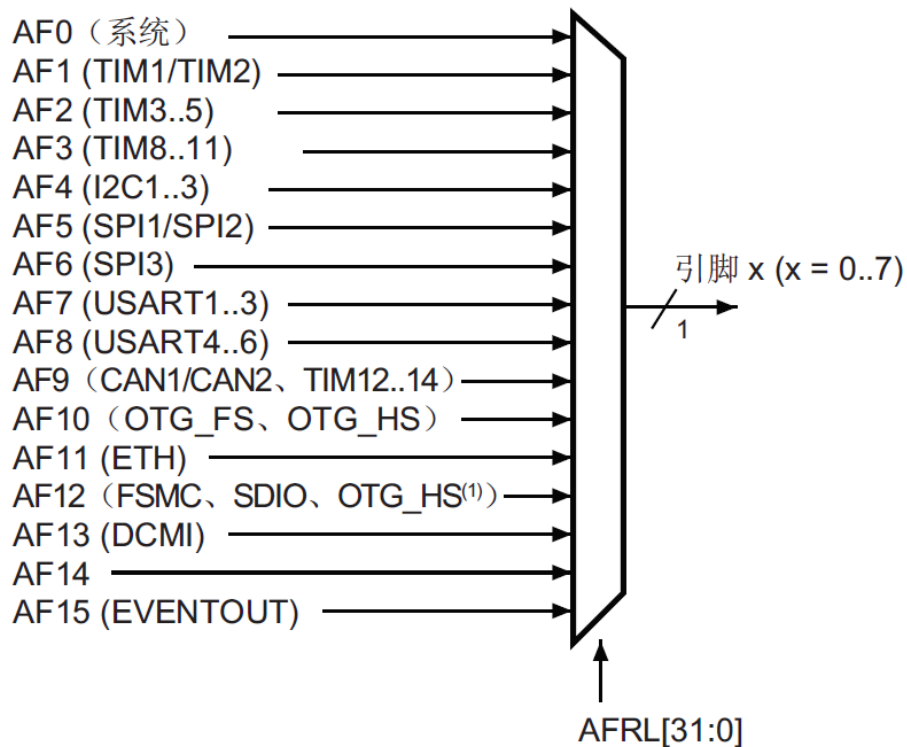 AF0（系统）
AF1 (TIM1/TIM2)
AF2 (TIM3..5)
AF3 (TIM8..11)
AF4 (I2C1..3)
AF5 (SPI1/SPI2)
AF6 (SPI3)
AF7 (USART1..3)
AF8 (USART4..6)
AF9（CAN1/CAN2、TIM12..14）
AF10（OTG_FS、OTG_HS）
AF11 (ETH)
AF12（FSMC、SDIO、OTG_HS(1)）
AF13 (DCMI)
AF14
AF15 (EVENTOUT)
引脚 x (x = 0..7)
1
AFRL[31:0]